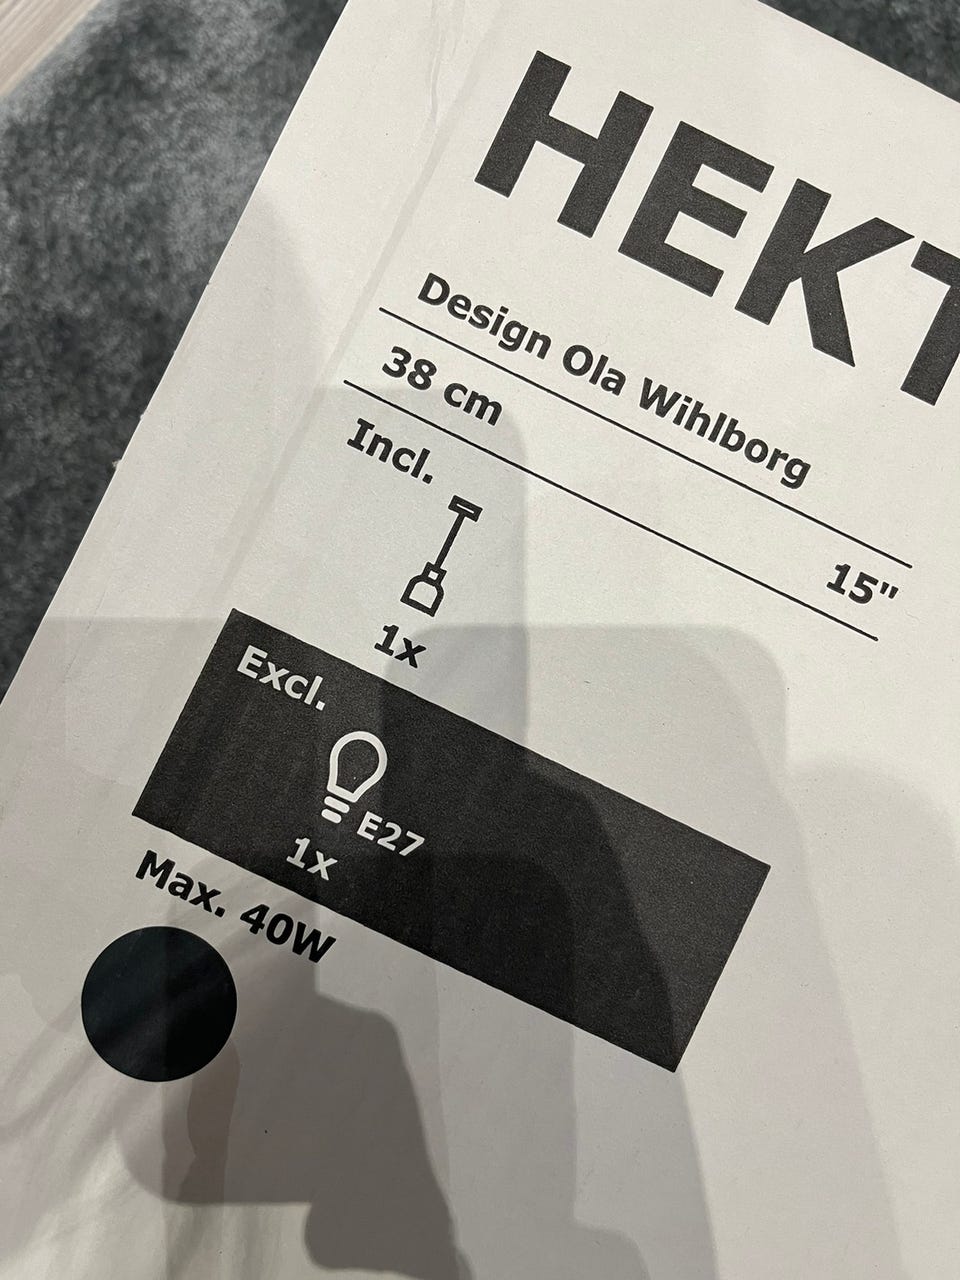 HEKT
Design Ola Wihlborg
38 cm 15"
Incl.
1x
Excl.
E27
1x
Max. 40W